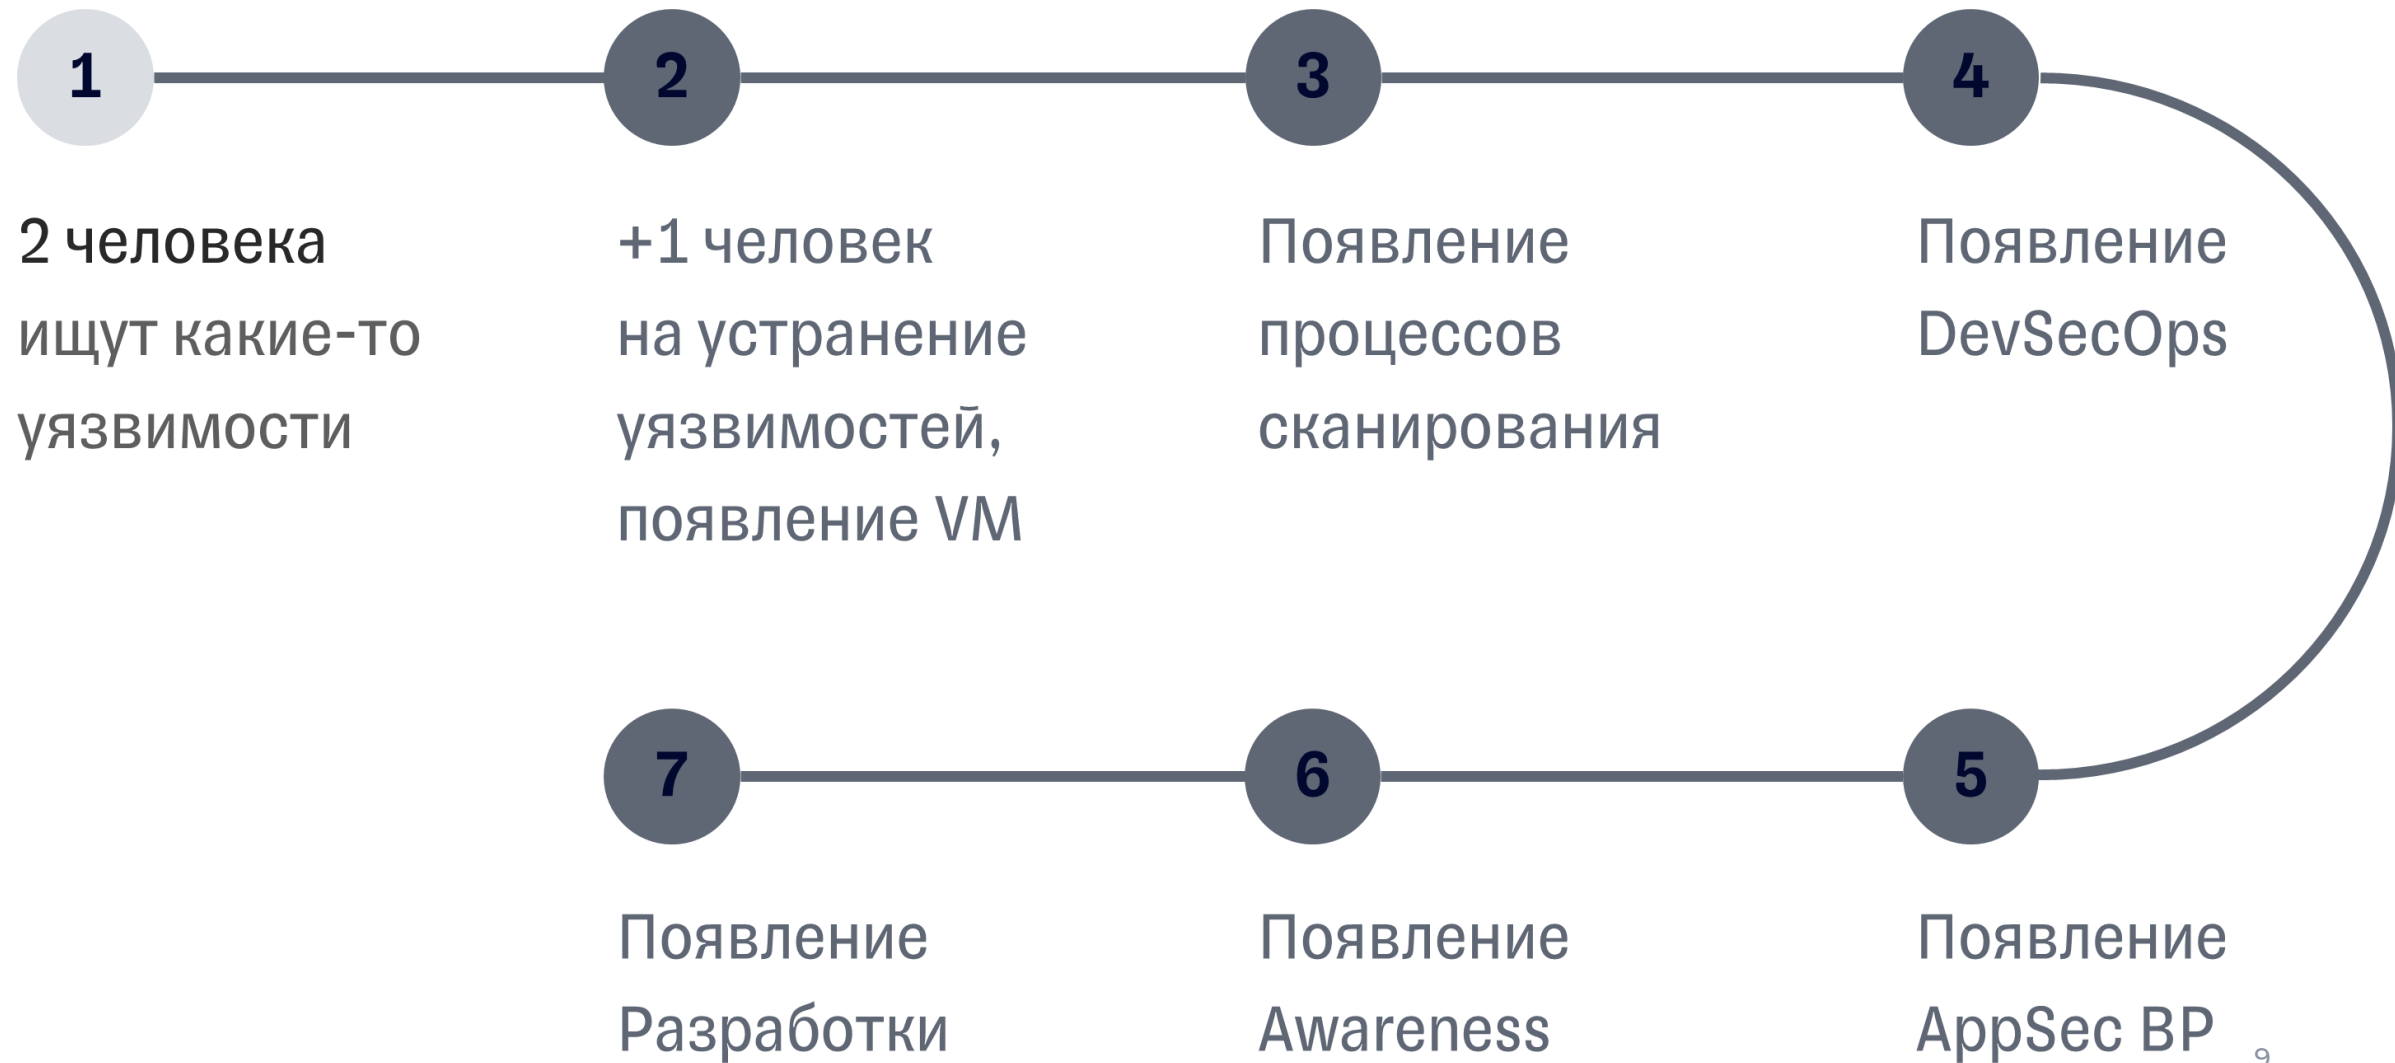 1
2
3
4
2 человека
ищут какие-то
уязвимости
+1 человек
на устранение
уязвимостей,
появление VM
Появление
процессов
сканирования
Появление
DevSecOps
5
6
7
Появление
AppSec BP
Появление
Awareness
Появление
Разработки
9